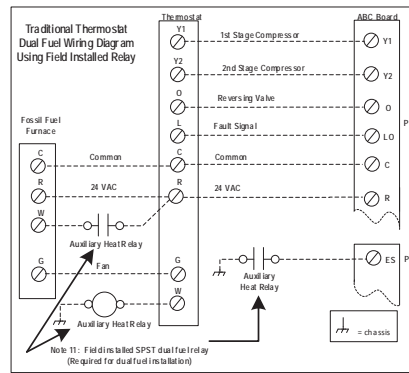 Traditional Thermostat
Dual Fuel Wiring Diagram
Using Field Installed Relay
Thermostat
ABC Board
Y1
1st Stage Compressor
Y1
Y2
2nd Stage Compressor
Y2
O
Reversing Valve
O
Fossil Fuel
Furnace
L
Fault Signal
LO
P
C
Common
C
Common
C
R
24 VAC
R
24 VAC
R
W
Auxiliary Heat Relay
G
Fan
G
ES
P
Auxiliary
Heat Relay
W
Auxiliary Heat Relay
= chassis
Note 11: Field installed SPST dual fuel relay
(Required for dual fuel installation)